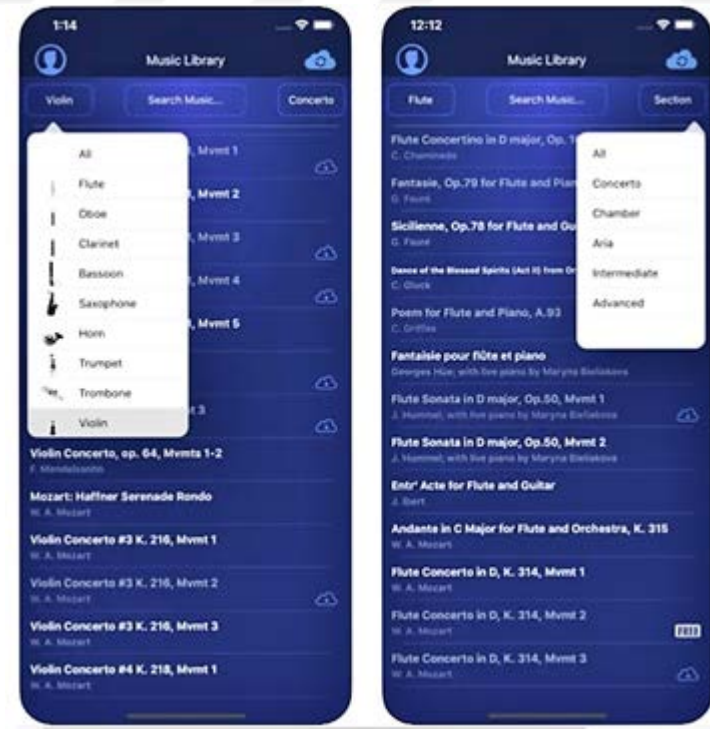 1:14
Music Library
Violin
Search Music...
Concerto
All
Flute
Oboe
Clarinet
Bassoon
Saxophone
Horn
Trumpet
Trombone
Violin
, Mvmt 1
, Mvmt 2
, Mvmt 3
, Mvmt 4
, Mvmt 5
t 3
Violin Concerto, op. 64, Mvmts 1-2
F. Mendelssohn
Mozart: Haffner Serenade Rondo
W. A. Mozart
Violin Concerto #3 K. 216, Mvmt 1
W. A. Mozart
Violin Concerto #3 K. 216, Mvmt 2
W. A. Mozart
Violin Concerto #3 K. 216, Mvmt 3
W. A. Mozart
Violin Concerto #4 K. 218, Mvmt 1
W. A. Mozart
12:12
Music Library
Flute
Search Music...
Section
All
Concerto
Chamber
Aria
Intermediate
Advanced
Flute Concertino in D major, Op. 1
C. Chaminade
Fantasie, Op.79 for Flute and Pian
G. Fauré
Sicilienne, Op.78 for Flute and Gu
G. Fauré
Dance of the Blessed Spirits (Act II) from Or
C. Gluck
Poem for Flute and Piano, A.93
C. Griffes
Fantaisie pour flûte et piano
Georges Hüe; with live piano by Maryna Bieliakova
Flute Sonata in D major, Op.50, Mvmt 1
J. Hummel; with live piano by Maryna Bieliakova
Flute Sonata in D major, Op.50, Mvmt 2
J. Hummel; with live piano by Maryna Bieliakova
Entr' Acte for Flute and Guitar
J. Ibert
Andante in C Major for Flute and Orchestra, K. 315
W. A. Mozart
Flute Concerto in D, K. 314, Mvmt 1
W. A. Mozart
Flute Concerto in D, K. 314, Mvmt 2
W. A. Mozart
FREE
Flute Concerto in D, K. 314, Mvmt 3
W. A. Mozart